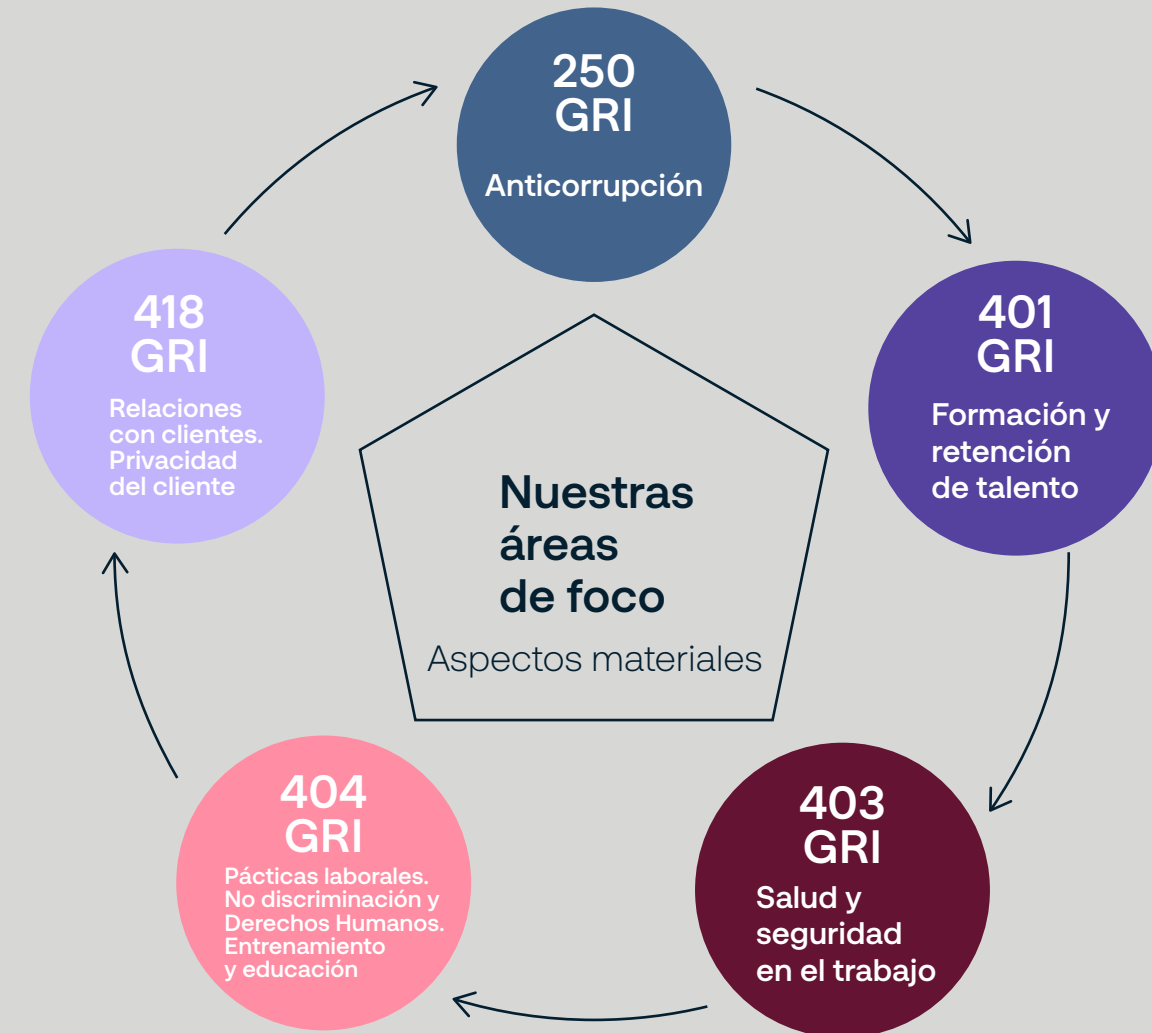 250
GRI
Anticorrupción
401
GRI
Formación y
retención
de talento
403
GRI
Salud y
seguridad
en el trabajo
404
GRI
Pácticas laborales.
No discriminación y
Derechos Humanos.
Entrenamiento
y educación
418
GRI
Relaciones
con clientes.
Privacidad
del cliente
Nuestras
áreas
de foco
Aspectos materiales